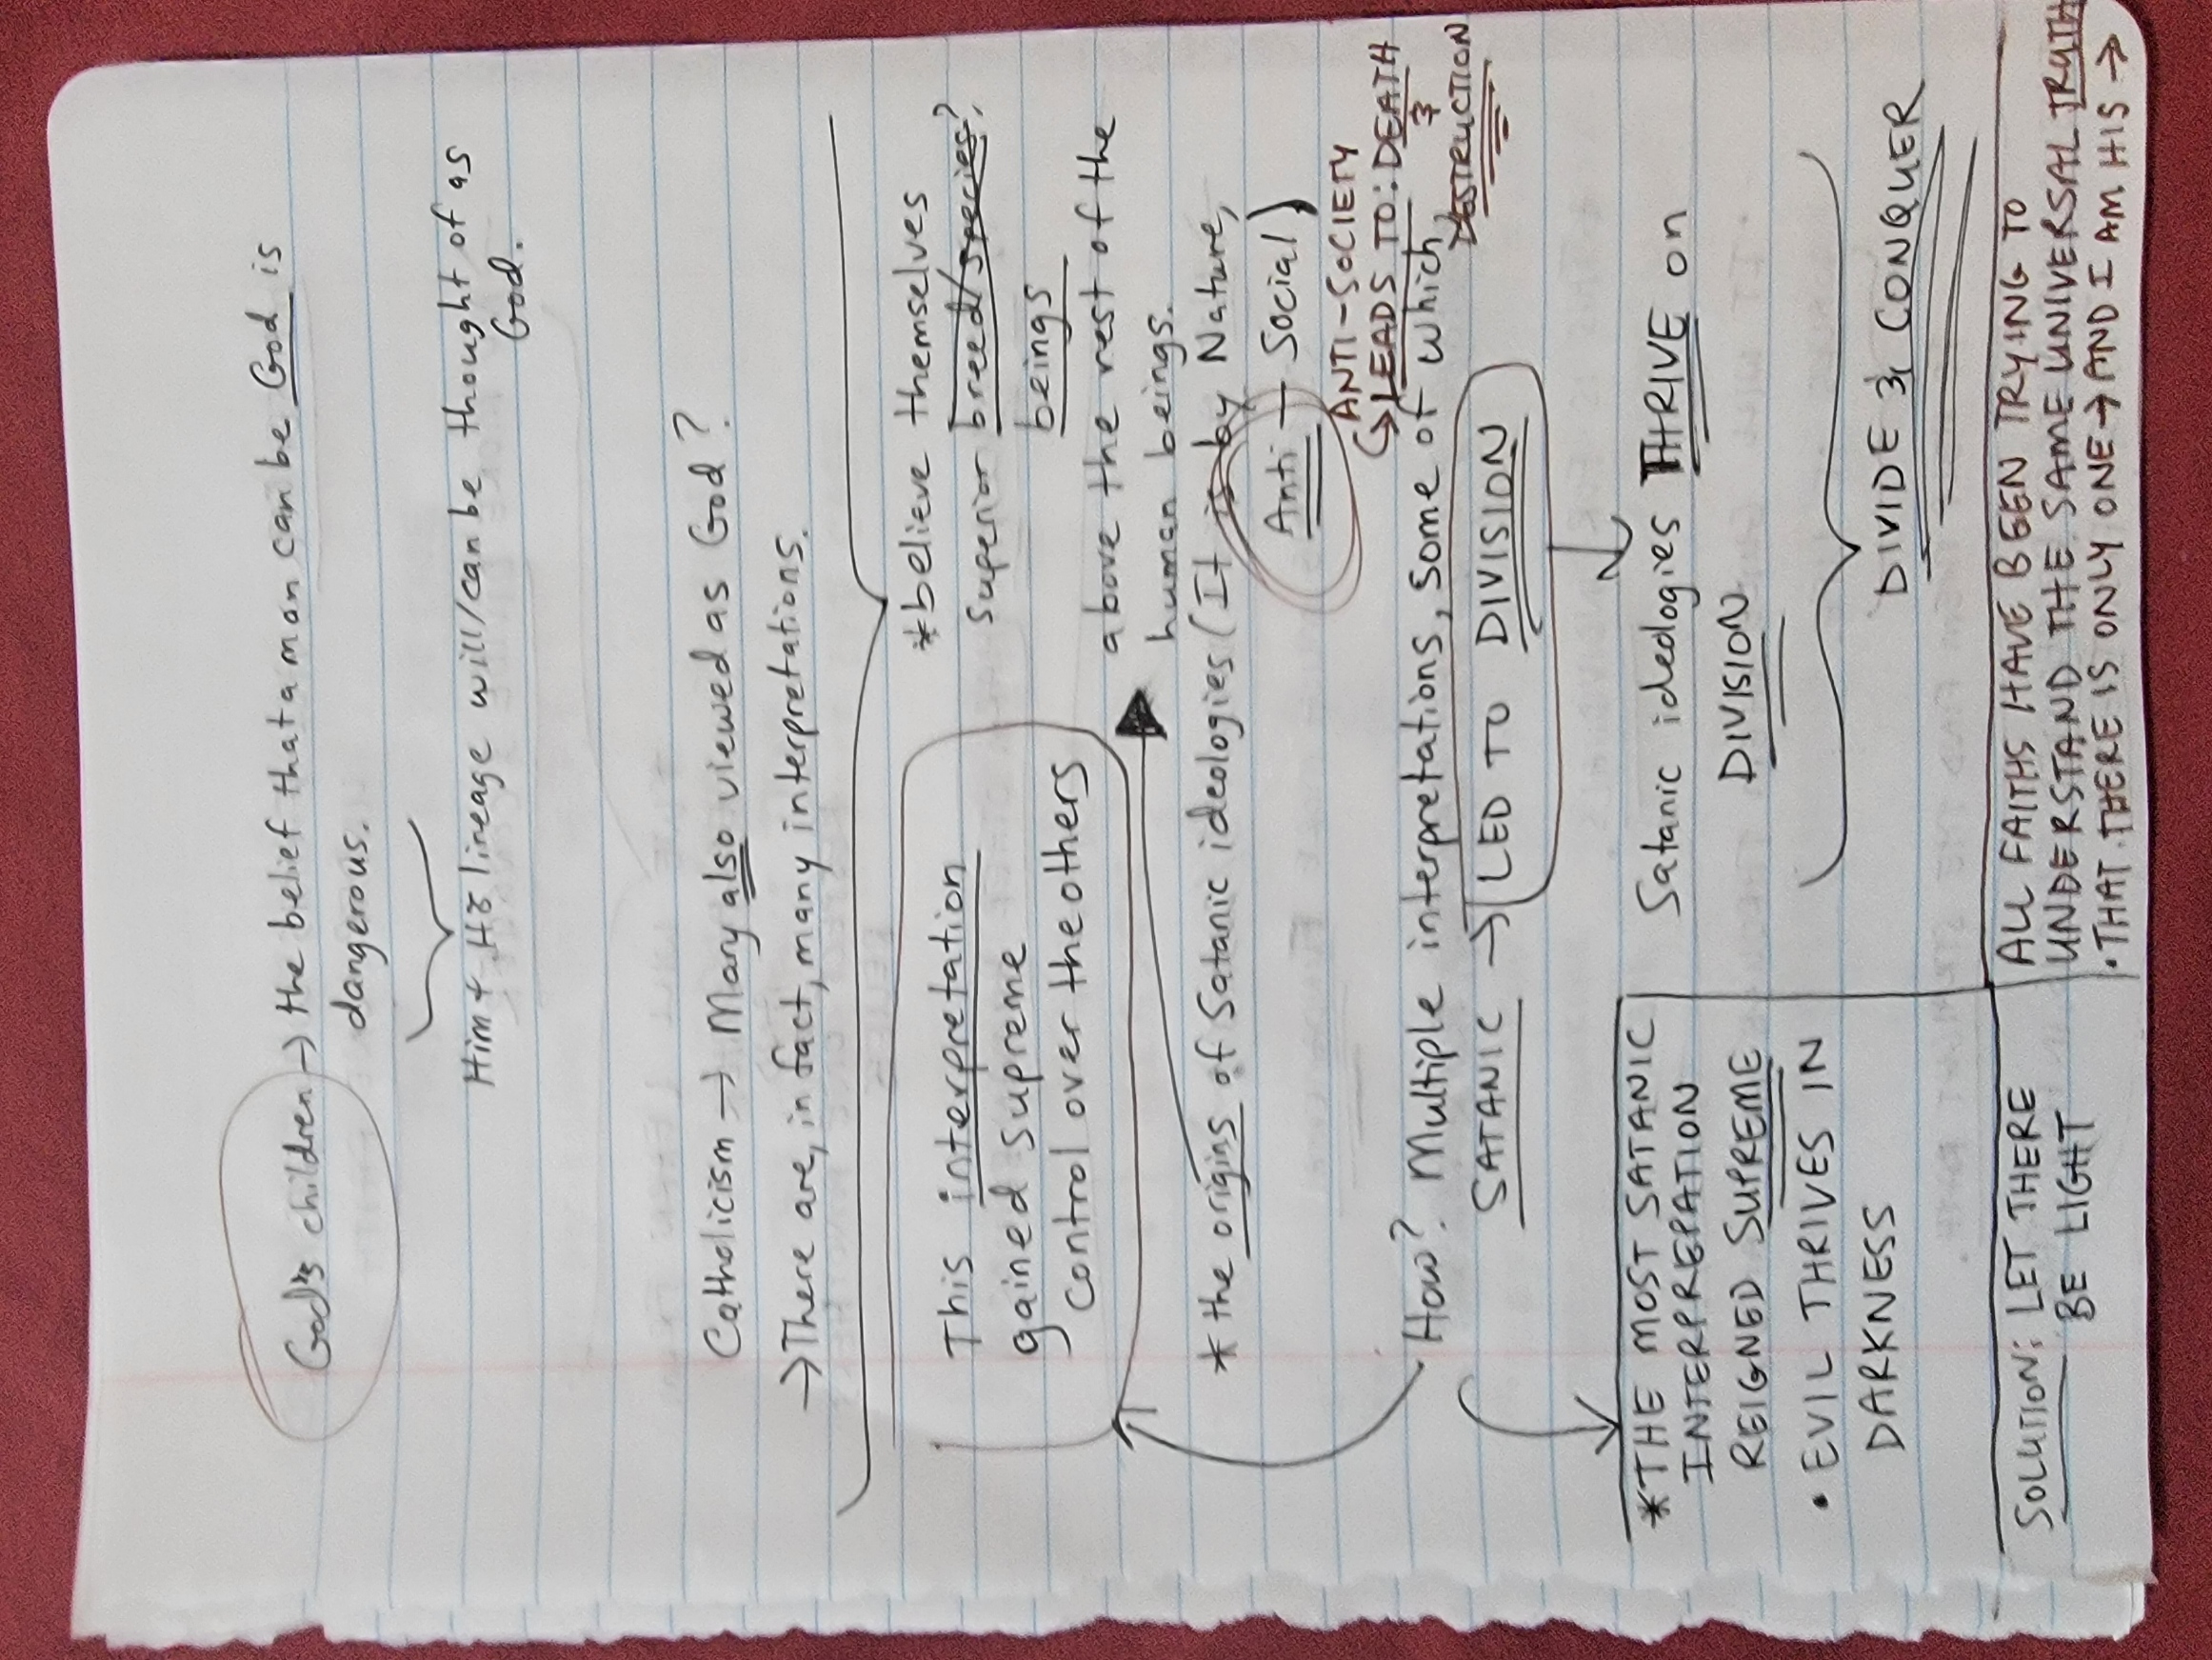 God's children → the belief that a man can be God is
dangerous.
Him + His lineage will/can be thought of as
God.
Catholicism → Mary also viewed as God?
→ There are, in fact, many interpretations.
This interpretation
gained supreme
control over the others
*believe themselves
superior breed/species?
beings
above the rest of the
human beings.
* the origins of Satanic ideologies (It is by Nature,
Anti - Social)
ANTI-SOCIETY
↳ LEADS TO: DEATH
&
DESTRUCTION
How? Multiple interpretations, some of which,
SATANIC → LED TO DIVISION
*THE MOST SATANIC
INTERPREPATION
REIGNED SUPREME
• EVIL THRIVES IN
DARKNESS
Satanic ideologies THRIVE on
DIVISION
DIVIDE & CONQUER
SOLUTION: LET THERE
BE LIGHT
ALL FAITHS HAVE BEEN TRYING TO
UNDERSTAND THE SAME UNIVERSAL TRUTH
• THAT THERE IS ONLY ONE → AND I AM HIS →